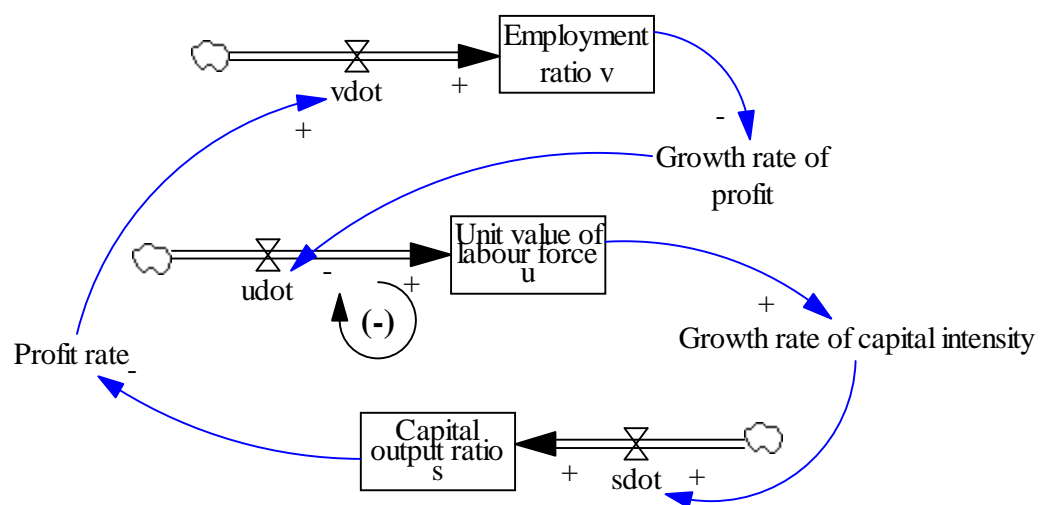 Employment
ratio v
vdot
+
+
-
Growth rate of
profit
Unit value of
labour force
u
udot
-
+
(-)
+
Growth rate of capital intensity
Profit rate
-
Capital
output ratio
s
+
sdot
+